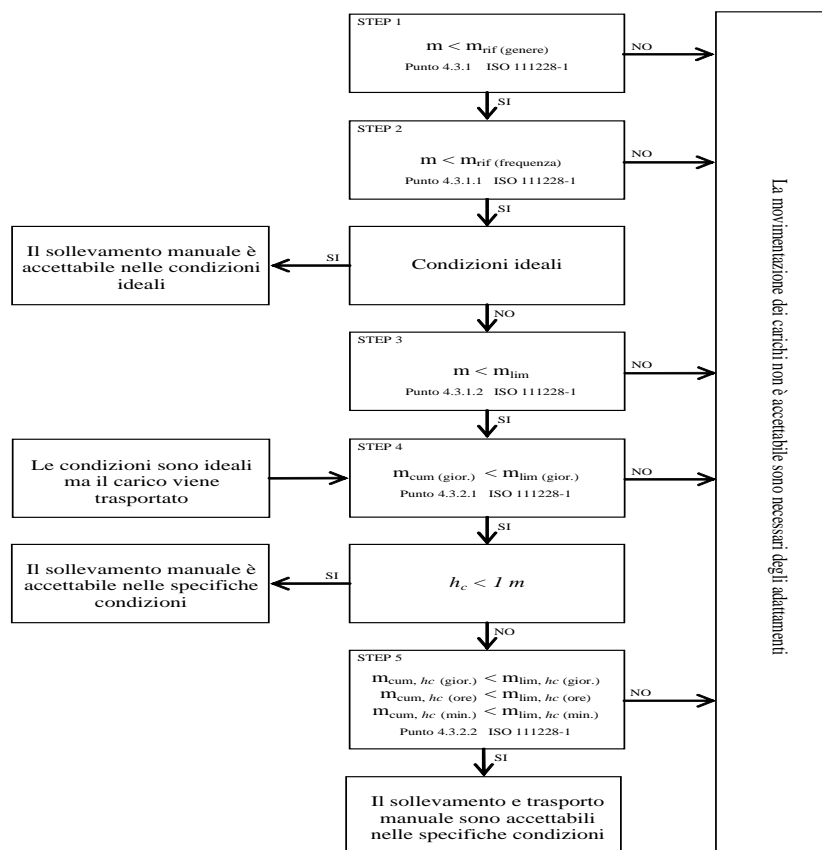 STEP 1
m < mrif (genere)
Punto 4.3.1 ISO 111228-1
NO
SI
STEP 2
m < mrif (frequenza)
Punto 4.3.1.1 ISO 111228-1
NO
SI
Il sollevamento manuale è
accettabile nelle condizioni
ideali
SI
Condizioni ideali
NO
STEP 3
m < mlim
Punto 4.3.1.2 ISO 111228-1
NO
SI
Le condizioni sono ideali
ma il carico viene
trasportato
STEP 4
mcum (gior.) < mlim (gior.)
Punto 4.3.2.1 ISO 111228-1
NO
SI
Il sollevamento manuale è
accettabile nelle specifiche
condizioni
SI
hc < 1 m
NO
STEP 5
mcum, hc (gior.) < mlim, hc (gior.)
mcum, hc (ore) < mlim, hc (ore)
mcum, hc (min.) < mlim, hc (min.)
Punto 4.3.2.2 ISO 111228-1
NO
SI
Il sollevamento e trasporto
manuale sono accettabili
nelle specifiche condizioni
La movimentazione dei carichi non è accettabile sono necessari degli adattamenti